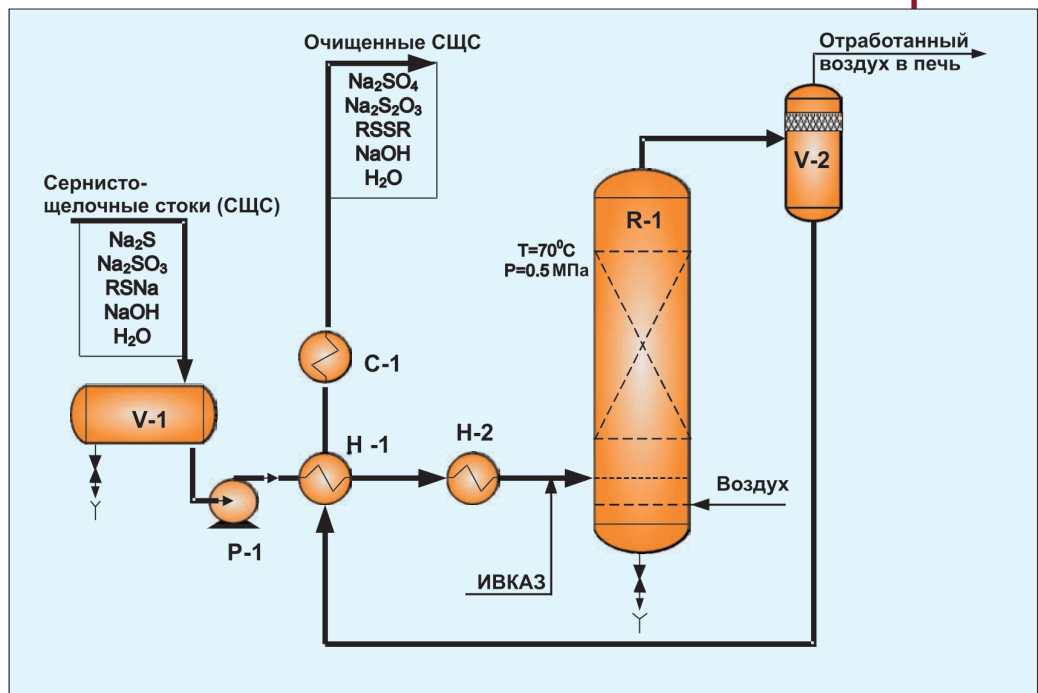 Очищенные СЩС
Na₂SO₄
Na₂S₂O₃
RSSR
NaOH
H₂O
Отработанный
воздух в печь
V-2
Сернисто-
щелочные стоки (СЩС)
Na₂S
Na₂SO₃
RSNa
NaOH
H₂O
R-1
T=70⁰C
P=0.5 МПа
C-1
V-1
H -1
H-2
Воздух
P-1
ИВКАЗ